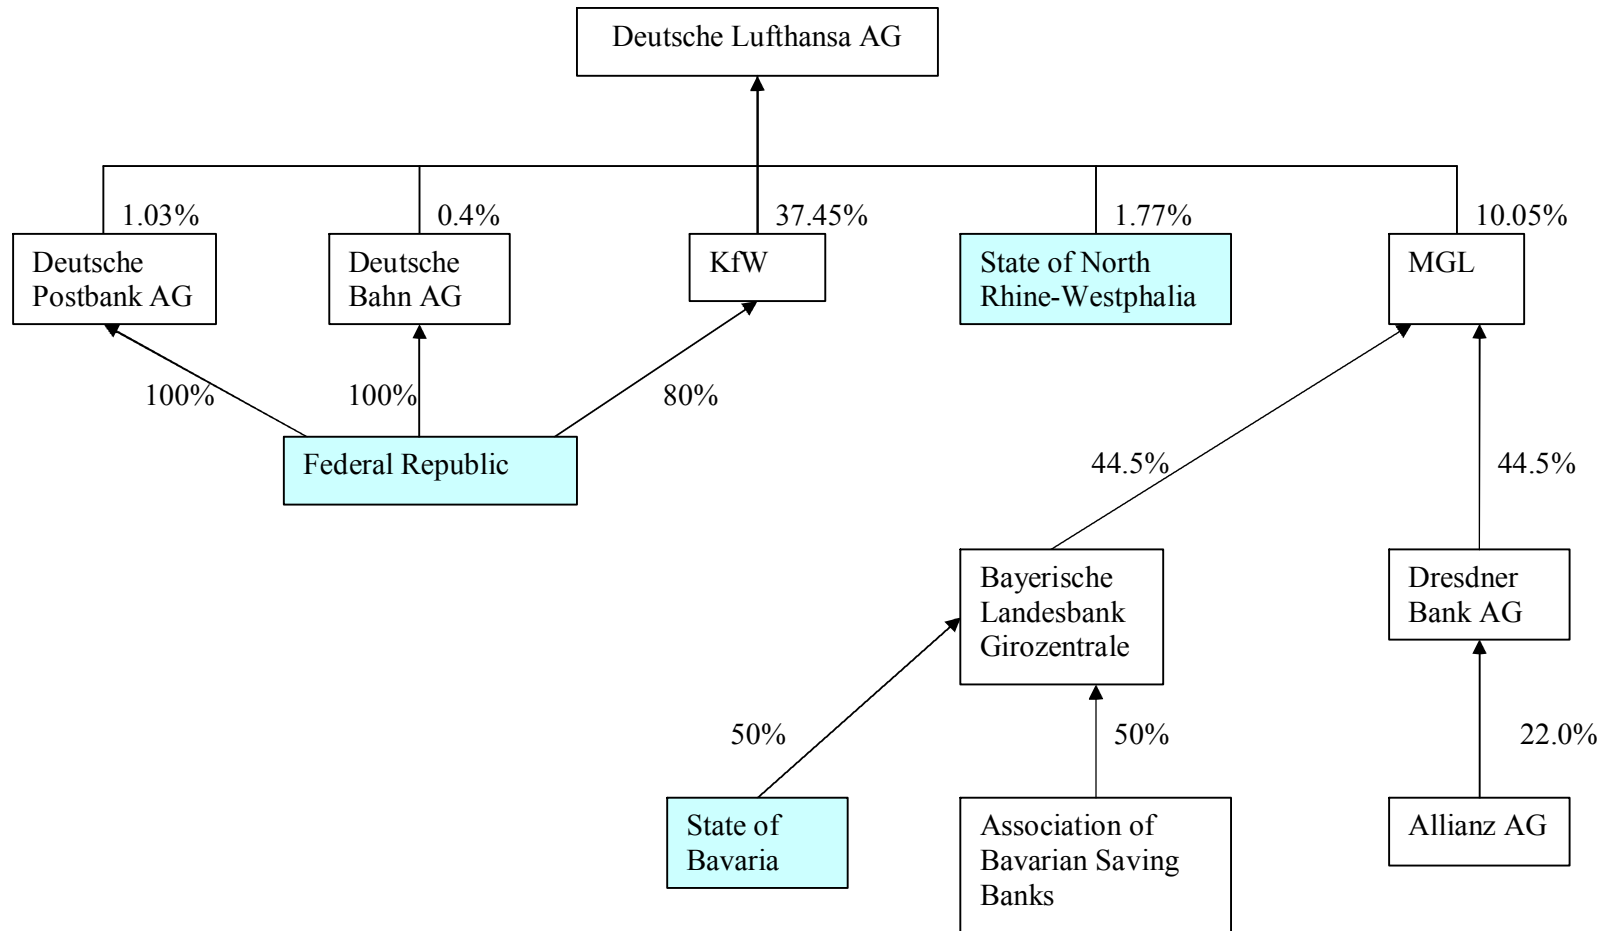 Deutsche Lufthansa AG
1.03%
0.4%
37.45%
1.77%
10.05%
Deutsche
Postbank AG
Deutsche
Bahn AG
KfW
State of North
Rhine-Westphalia
MGL
100%
100%
80%
Federal Republic
44.5%
44.5%
Bayerische
Landesbank
Girozentrale
Dresdner
Bank AG
50%
50%
22.0%
State of
Bavaria
Association of
Bavarian Saving
Banks
Allianz AG